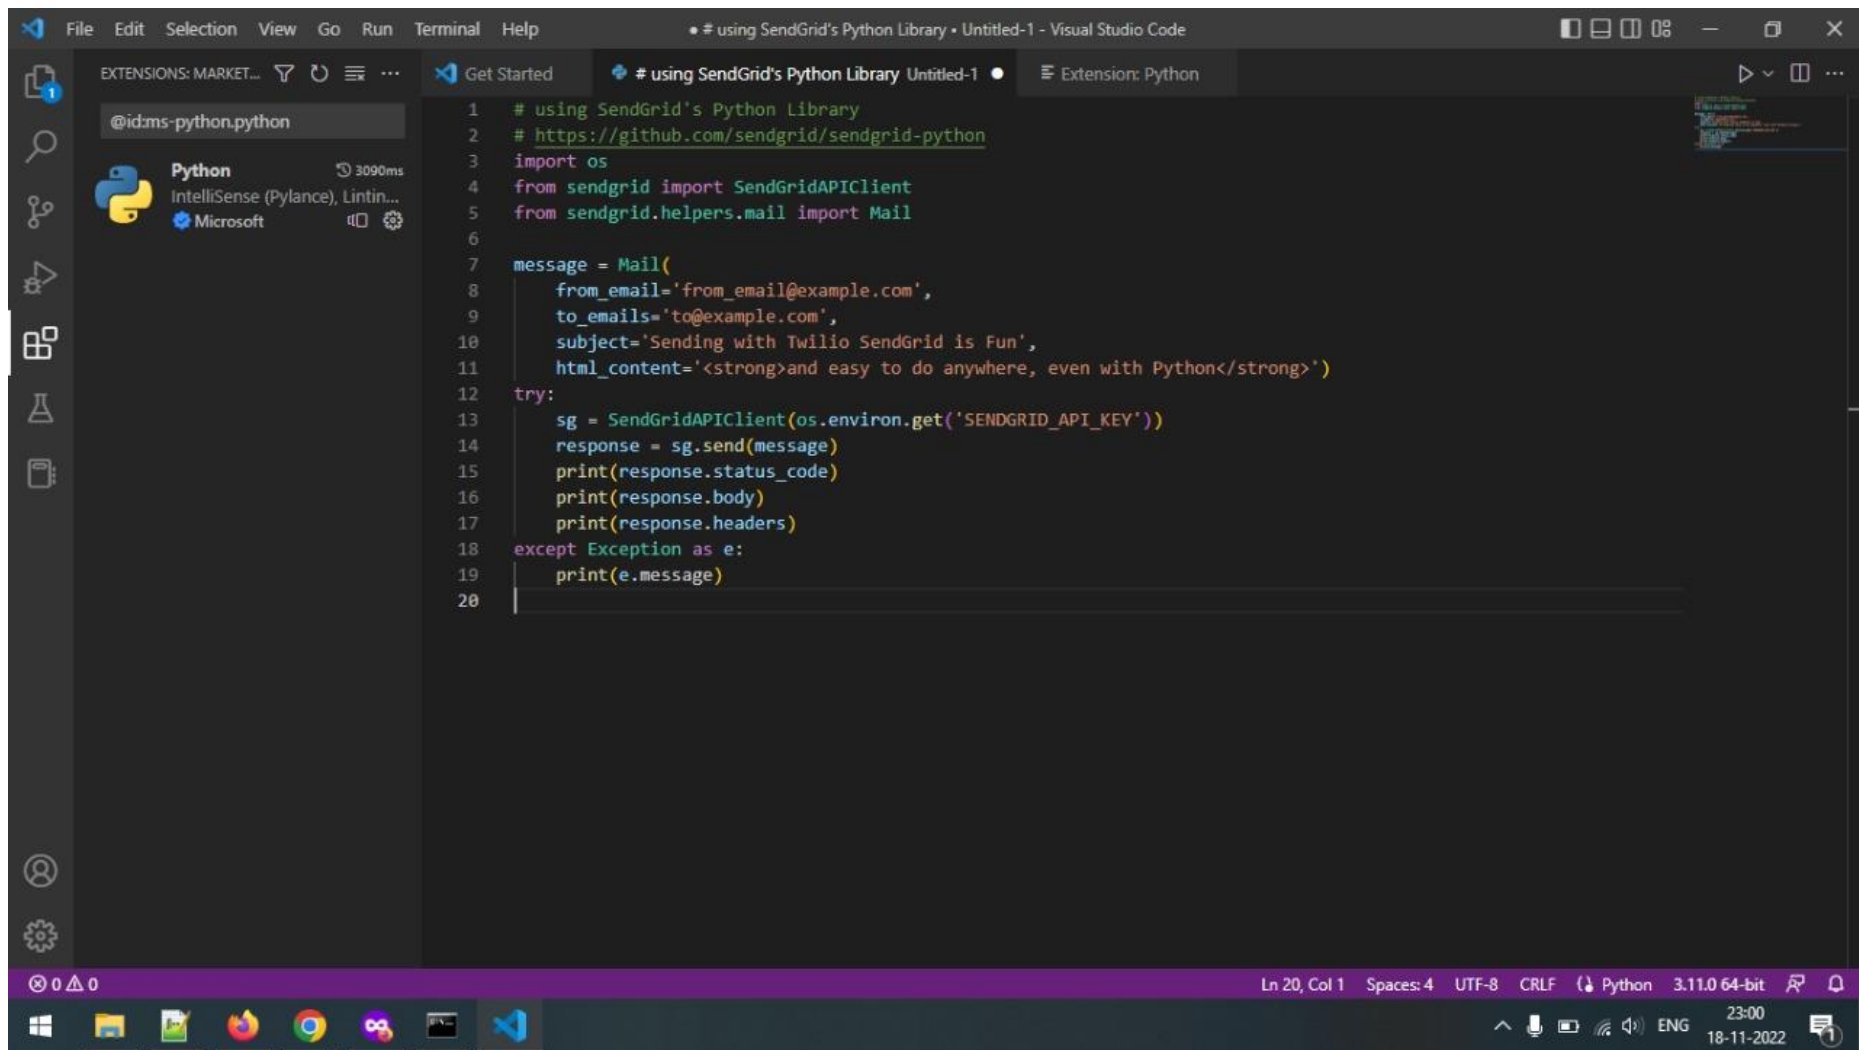 File Edit Selection View Go Run Terminal Help
● # using SendGrid's Python Library • Untitled-1 - Visual Studio Code
EXTENSIONS: MARKET...
Get Started
# using SendGrid's Python Library Untitled-1 ●
Extension: Python
@id:ms-python.python
Python 3090ms
IntelliSense (Pylance), Lintin...
Microsoft
1
1 # using SendGrid's Python Library
2 # https://github.com/sendgrid/sendgrid-python
3 import os
4 from sendgrid import SendGridAPIClient
5 from sendgrid.helpers.mail import Mail
6
7 message = Mail(
8     from_email='from_email@example.com',
9     to_emails='to@example.com',
10     subject='Sending with Twilio SendGrid is Fun',
11     html_content='<strong>and easy to do anywhere, even with Python</strong>')
12 try:
13     sg = SendGridAPIClient(os.environ.get('SENDGRID_API_KEY'))
14     response = sg.send(message)
15     print(response.status_code)
16     print(response.body)
17     print(response.headers)
18 except Exception as e:
19     print(e.message)
20
0 0
Ln 20, Col 1 Spaces: 4 UTF-8 CRLF Python 3.11.0 64-bit
ENG
23:00
18-11-2022
1